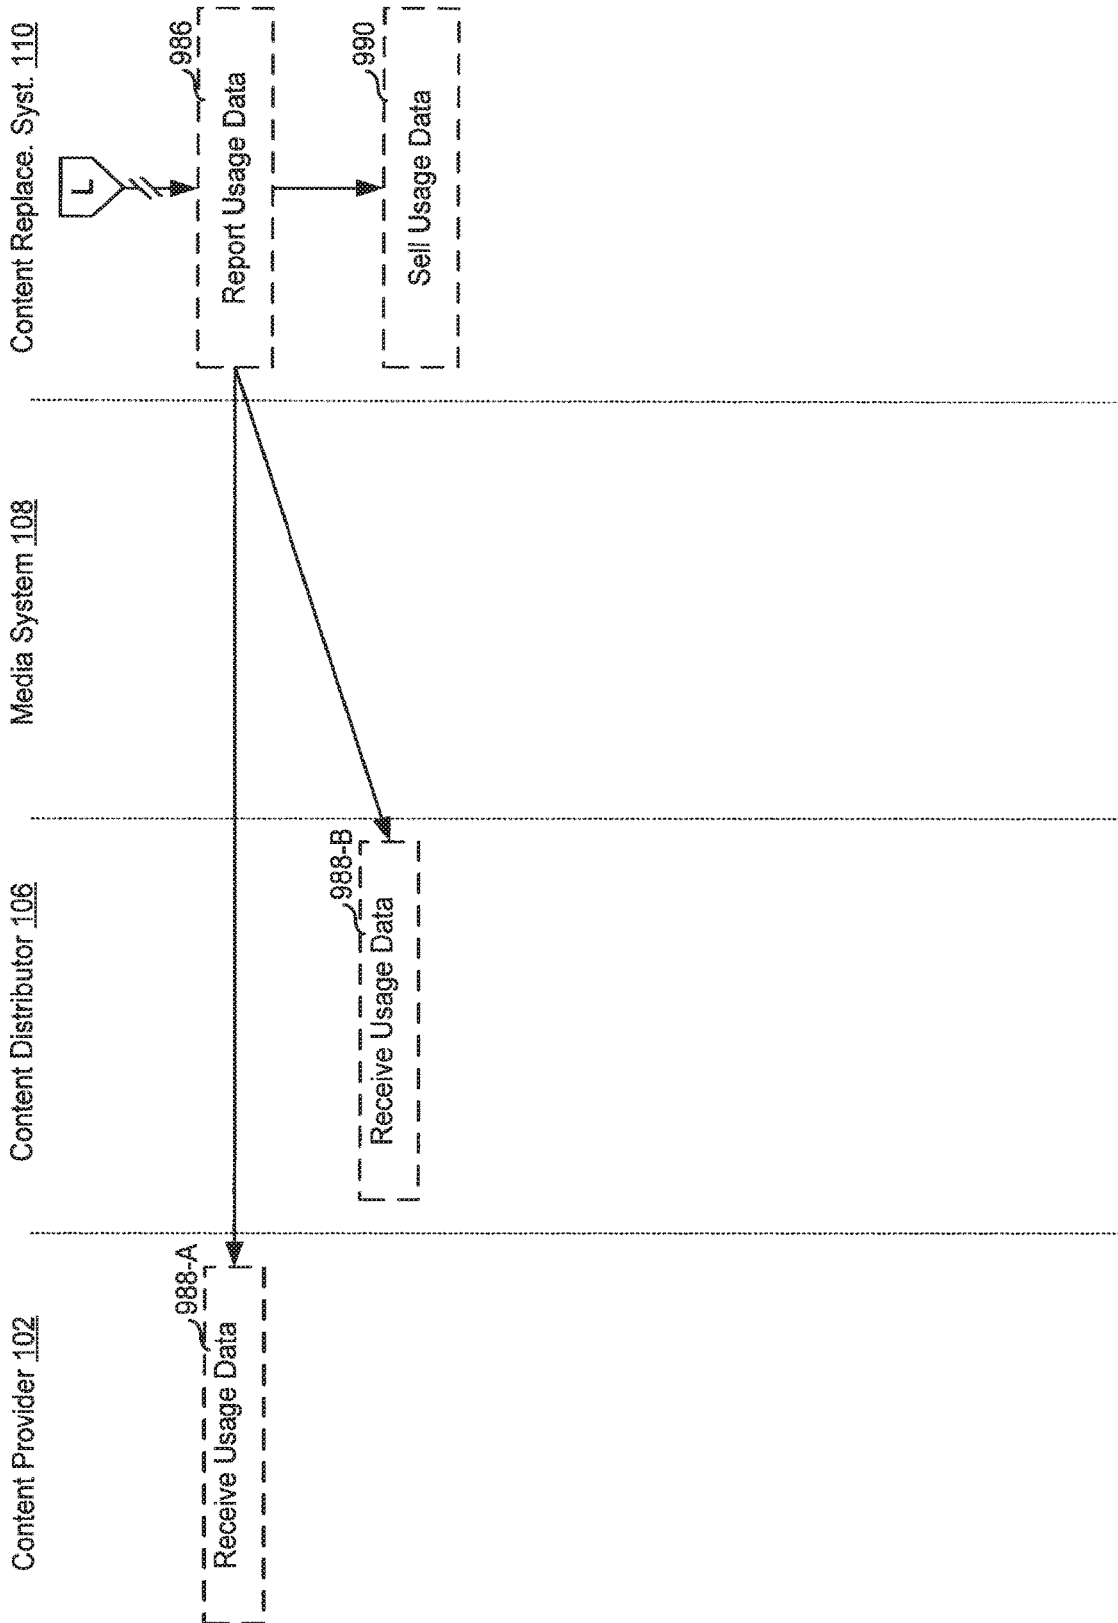 Content Provider 102
Content Distributor 106
Media System 108
Content Replace. Syst. 110
L
986
Report Usage Data
988-A
Receive Usage Data
988-B
Receive Usage Data
990
Sell Usage Data